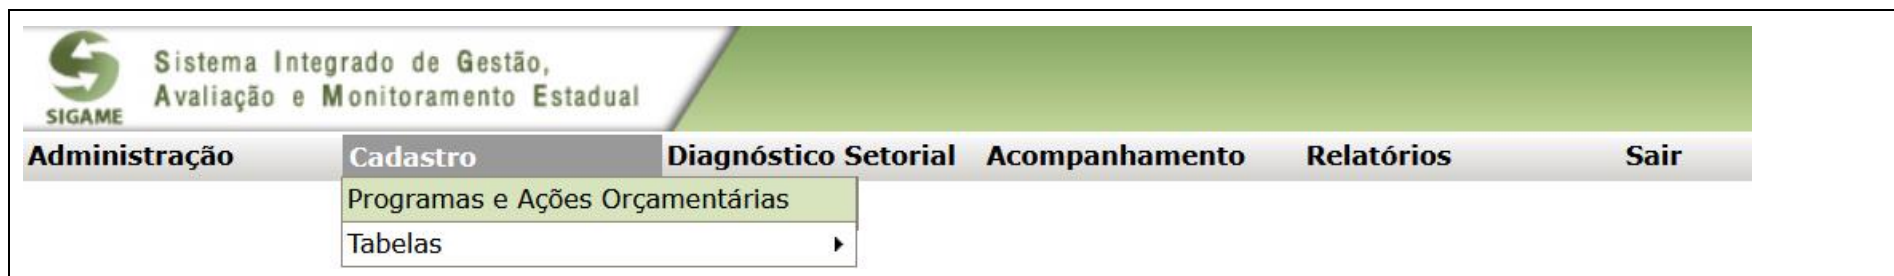 Sistema Integrado de Gestão,
Avaliação e Monitoramento Estadual
SIGAME
Administração Cadastro Diagnóstico Setorial Acompanhamento Relatórios Sair
Programas e Ações Orçamentárias
Tabelas